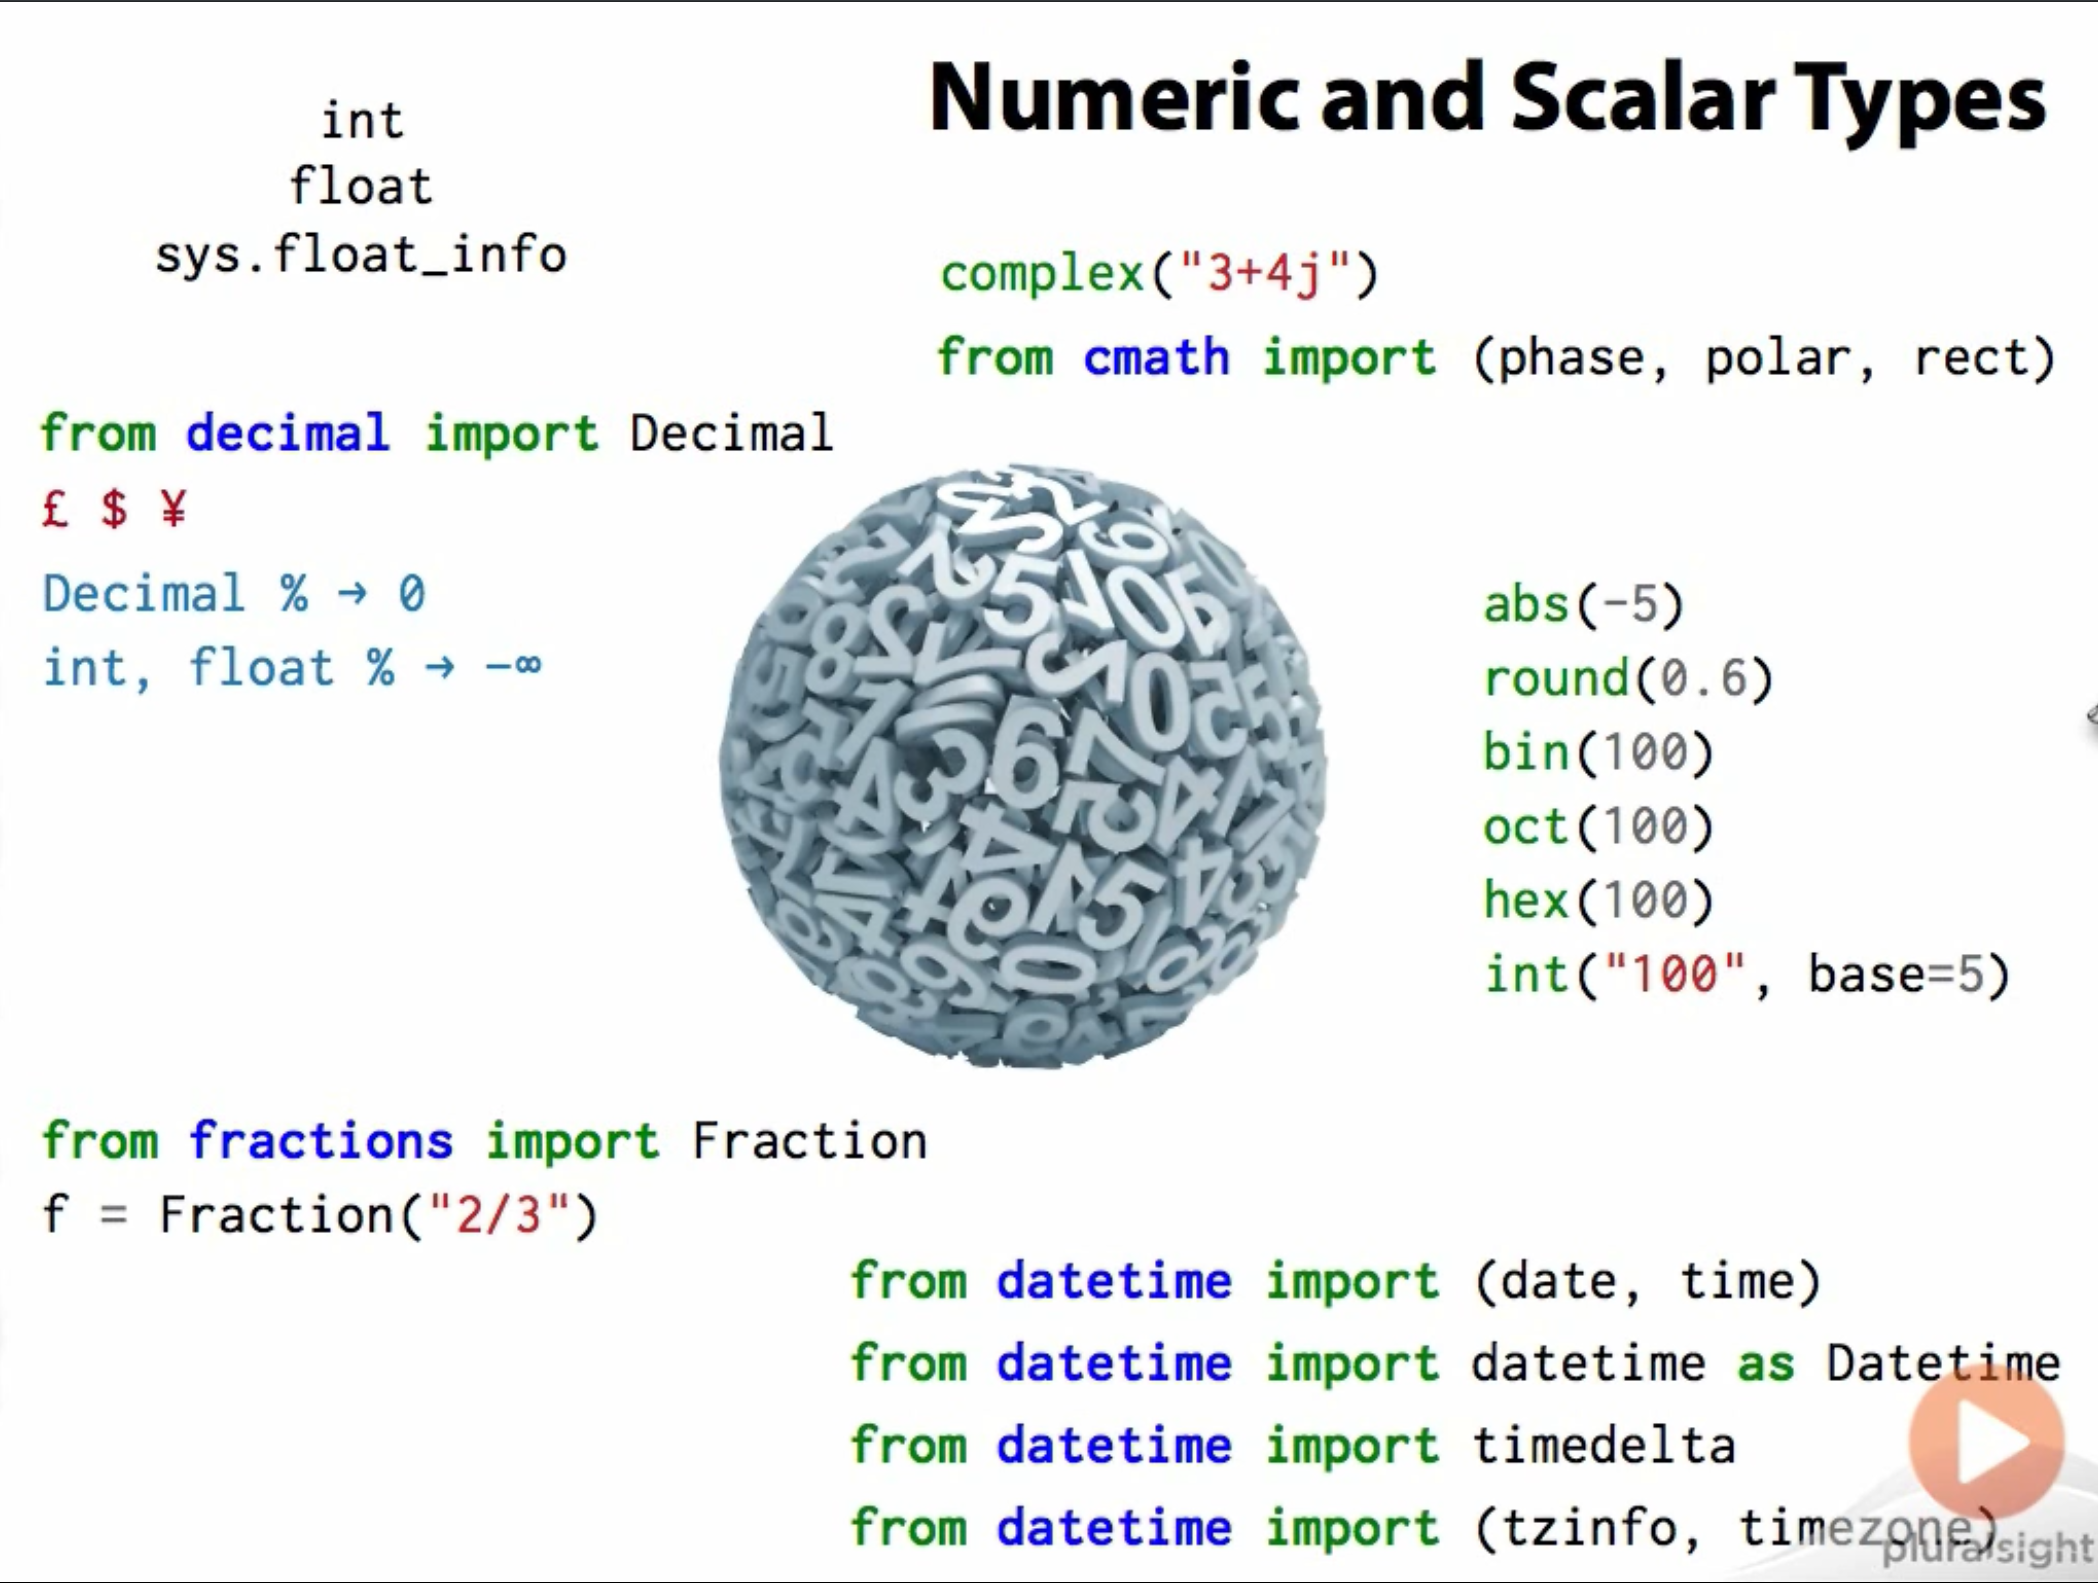 Numeric and Scalar Types
int
float
sys.float_info
complex("3+4j")
from cmath import (phase, polar, rect)
from decimal import Decimal
£ $ ¥
Decimal % → 0
int, float % → -∞
abs(-5)
round(0.6)
bin(100)
oct(100)
hex(100)
int("100", base=5)
from fractions import Fraction
f = Fraction("2/3")
from datetime import (date, time)
from datetime import datetime as Datetime
from datetime import timedelta
from datetime import (tzinfo, timezone)
pluralsight